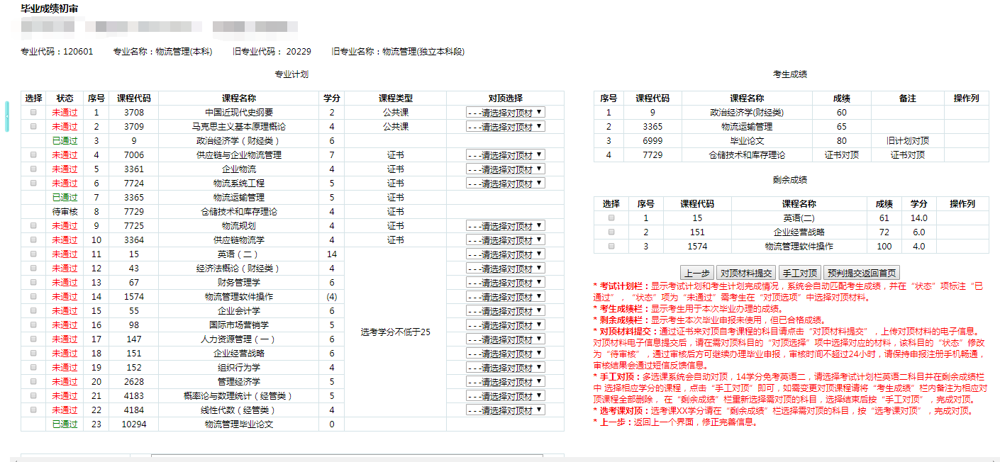 毕业成绩初审
专业代码：120601 专业名称：物流管理(本科) 旧专业代码： 20229 旧专业名称：物流管理(独立本科段)
专业计划
选择 状态 序号 课程代码 课程名称 学分 课程类型 对顶选择
未通过 1 3708 中国近现代史纲要 2 公共课 - - -请选择对顶材
未通过 2 3709 马克思主义基本原理概论 4 公共课 - - -请选择对顶材
已通过 3 9 政治经济学（财经类） 6
未通过 4 7006 供应链与企业物流管理 7 证书 - - -请选择对顶材
未通过 5 3361 企业物流 4 证书 - - -请选择对顶材
未通过 6 7724 物流系统工程 5 证书 - - -请选择对顶材
已通过 7 3365 物流运输管理 5 证书
待审核 8 7729 仓储技术和库存理论 4 证书
未通过 9 7725 物流规划 4 证书 - - -请选择对顶材
未通过 10 3364 供应链物流学 4 证书 - - -请选择对顶材
未通过 11 15 英语（二） 14 - - -请选择对顶材
未通过 12 43 经济法概论（财经类） 4 - - -请选择对顶材
未通过 13 67 财务管理学 6 - - -请选择对顶材
未通过 14 1574 物流管理软件操作 (4) - - -请选择对顶材
未通过 15 55 企业会计学 6 - - -请选择对顶材
未通过 16 98 国际市场营销学 5 - - -请选择对顶材
选考学分不低于25
未通过 17 147 人力资源管理（一） 6 - - -请选择对顶材
未通过 18 151 企业经营战略 6 - - -请选择对顶材
未通过 19 152 组织行为学 4 - - -请选择对顶材
未通过 20 2628 管理经济学 5 - - -请选择对顶材
未通过 21 4183 概率论与数理统计（经管类） 5 - - -请选择对顶材
未通过 22 4184 线性代数（经管类） 4 - - -请选择对顶材
已通过 23 10294 物流管理毕业论文 0
考生成绩
序号 课程代码 课程名称 成绩 备注 操作列
1 9 政治经济学(财经类) 60
2 3365 物流运输管理 65
3 6999 毕业论文 80 旧计划对顶
4 7729 仓储技术和库存理论 证书对顶 证书对顶
剩余成绩
选择 序号 课程代码 课程名称 成绩 学分 操作列
1 15 英语(二) 61 14.0
2 151 企业经营战略 72 6.0
3 1574 物流管理软件操作 100 4.0
上一步 对顶材料提交 手工对顶 预判提交返回首页
* 考试计划栏：显示考试计划和考生计划完成情况，系统会自动匹配考生成绩，并在“状态”项标注“已
通过”，“状态”项为“未通过”需考生在“对顶选项”中选择对顶材料。
* 考生成绩栏：显示考生用于本次毕业办理的成绩。
* 剩余成绩栏：显示考生本次毕业申报未使用，但已合格成绩。
* 对顶材料提交：通过证书来对顶自考课程的科目请点击“对顶材料提交”，上传对顶材料的电子信息。
对顶材料电子信息提交后，请在需对顶科目的“对顶选择”项中选择对应的材料，该科目的“状态”修改
为“待审核”，通过审核后方可继续办理毕业申报，审核时间不超过24小时，请保持申报注册手机畅通，
审核结果会通过短信反馈信息。
* 手工对顶：多选课系统会自动对顶，14学分免考英语二，请选择考试计划栏英语二科目并在剩余成绩栏
中 选择相应学分的课程，点击“手工对顶”即可，如需变更对顶课程请将“考生成绩”栏内备注为相应对
顶课程全部删除， 在“剩余成绩”栏重新选择需对顶的科目，选择结束后按“手工对顶”，完成对顶。
* 选考课对顶：选考课XX学分请在“剩余成绩”栏选择需对顶的科目，按“选考课对顶”，完成对顶。
* 上一步：返回上一个界面，修正完善信息。